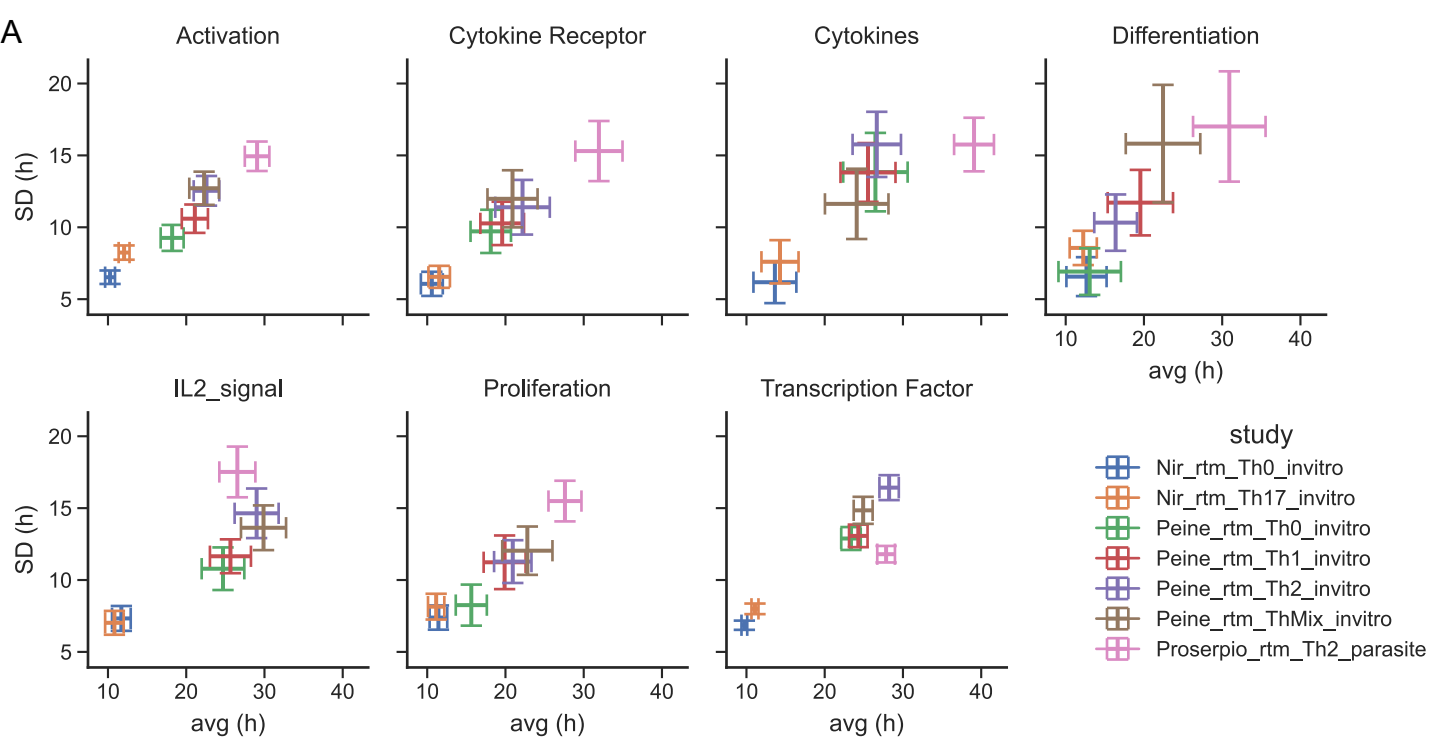 A
Activation
Cytokine Receptor
Cytokines
Differentiation
SD (h)
20
15
10
5
10 20 30 40
avg (h)
IL2_signal
Proliferation
Transcription Factor
SD (h)
20
15
10
5
10 20 30 40
10 20 30 40
10 20 30 40
avg (h)
avg (h)
avg (h)
study
Nir_rtm_Th0_invitro
Nir_rtm_Th17_invitro
Peine_rtm_Th0_invitro
Peine_rtm_Th1_invitro
Peine_rtm_Th2_invitro
Peine_rtm_ThMix_invitro
Proserpio_rtm_Th2_parasite